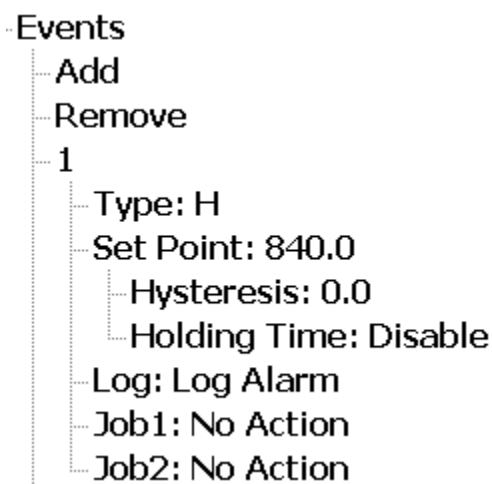 Events
Add
Remove
1
Type: H
Set Point: 840.0
Hysteresis: 0.0
Holding Time: Disable
Log: Log Alarm
Job1: No Action
Job2: No Action